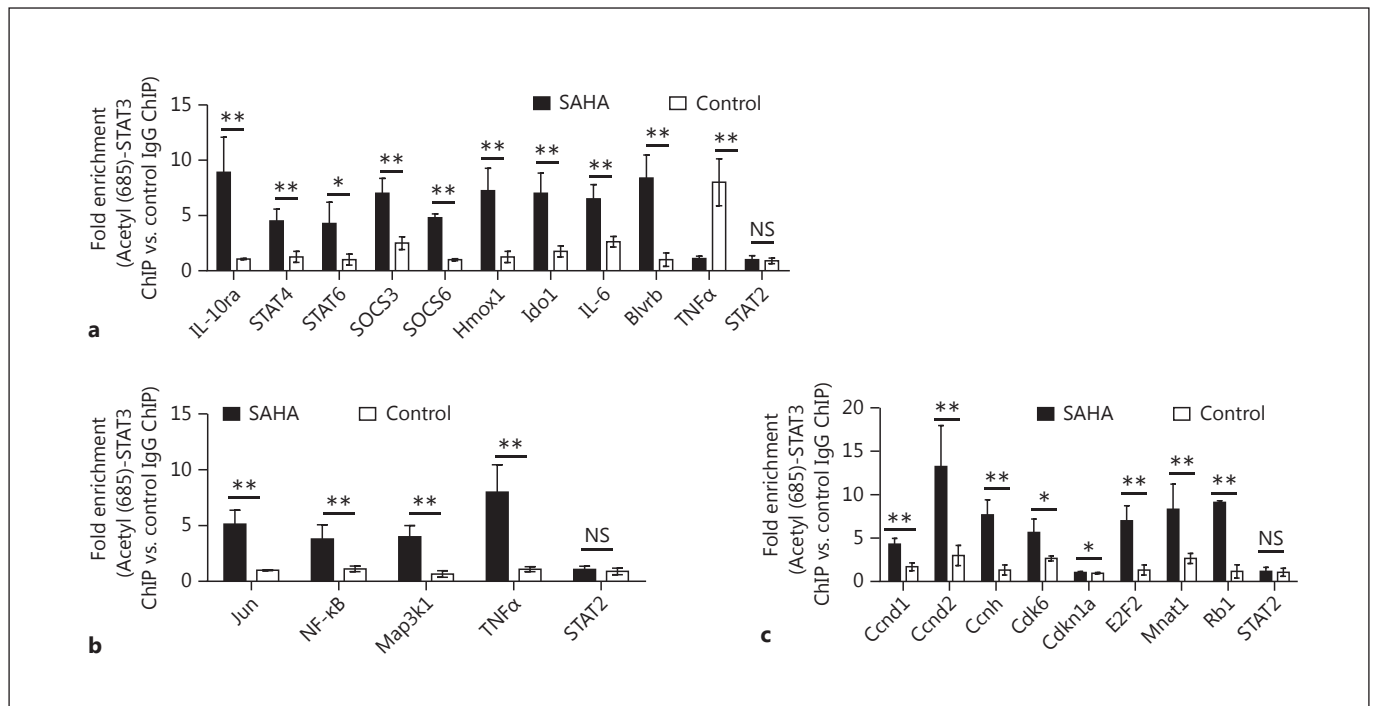 Fold enrichment
(Acetyl (685)-STAT3
ChIP vs. control IgG ChIP)
15
10
5
0
SAHA Control
** ** * ** ** ** ** ** ** ** NS
IL-10ra STAT4 STAT6 SOCS3 SOCS6 Hmox1 Ido1 IL-6 Blvrb TNFα STAT2
a
Fold enrichment
(Acetyl (685)-STAT3
ChIP vs. control IgG ChIP)
15
10
5
0
SAHA Control
** ** ** ** NS
Jun NF-κB Map3k1 TNFα STAT2
b
Fold enrichment
(Acetyl (685)-STAT3
ChIP vs. control IgG ChIP)
20
15
10
5
0
SAHA Control
** ** ** * * ** ** ** NS
Ccnd1 Ccnd2 Ccnh Cdk6 Cdkn1a E2F2 Mnat1 Rb1 STAT2
c